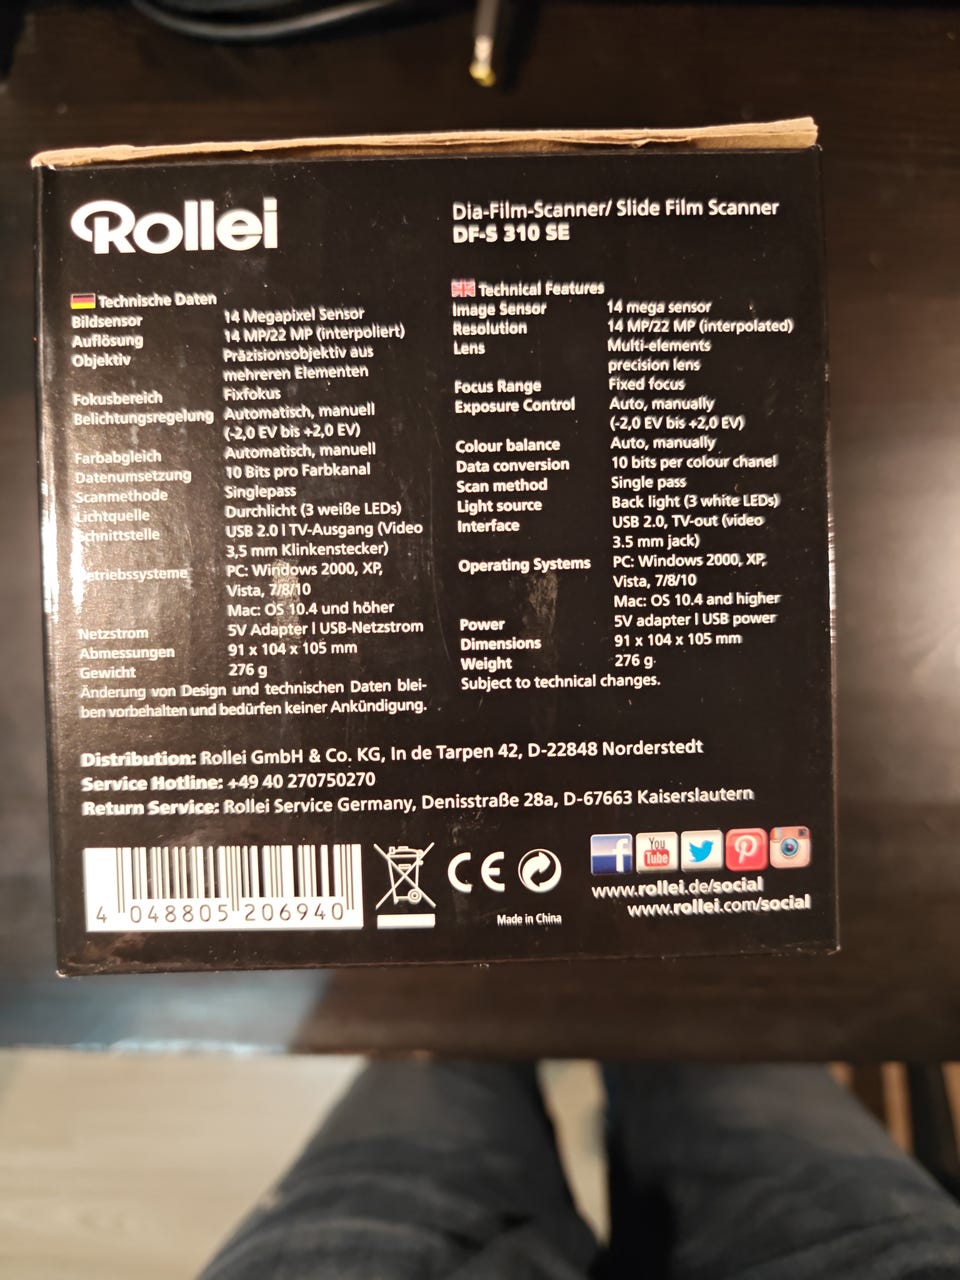 Rollei
Dia-Film-Scanner/ Slide Film Scanner
DF-S 310 SE
Technische Daten
Bildsensor 14 Megapixel Sensor
Auflösung 14 MP/22 MP (interpoliert)
Objektiv Präzisionsobjektiv aus
mehreren Elementen
Fokusbereich Fixfokus
Belichtungsregelung Automatisch, manuell
(-2,0 EV bis +2,0 EV)
Farbabgleich Automatisch, manuell
Datenumsetzung 10 Bits pro Farbkanal
Scanmethode Singlepass
Lichtquelle Durchlicht (3 weiße LEDs)
Schnittstelle USB 2.0 | TV-Ausgang (Video
3,5 mm Klinkenstecker)
Betriebssysteme PC: Windows 2000, XP,
Vista, 7/8/10
Mac: OS 10.4 und höher
Netzstrom 5V Adapter | USB-Netzstrom
Abmessungen 91 x 104 x 105 mm
Gewicht 276 g
Änderung von Design und technischen Daten blei-
ben vorbehalten und bedürfen keiner Ankündigung.
Technical Features
Image Sensor 14 mega sensor
Resolution 14 MP/22 MP (interpolated)
Lens Multi-elements
precision lens
Focus Range Fixed focus
Exposure Control Auto, manually
(-2,0 EV bis +2,0 EV)
Colour balance Auto, manually
Data conversion 10 bits per colour chanel
Scan method Single pass
Light source Back light (3 white LEDs)
Interface USB 2.0, TV-out (video
3.5 mm jack)
Operating Systems PC: Windows 2000, XP,
Vista, 7/8/10
Mac: OS 10.4 and higher
Power 5V adapter | USB power
Dimensions 91 x 104 x 105 mm
Weight 276 g
Subject to technical changes.
Distribution: Rollei GmbH & Co. KG, In de Tarpen 42, D-22848 Norderstedt
Service Hotline: +49 40 270750270
Return Service: Rollei Service Germany, Denisstraße 28a, D-67663 Kaiserslautern
4 048805 206940
CE
Made in China
f
You
Tube
www.rollei.de/social
www.rollei.com/social